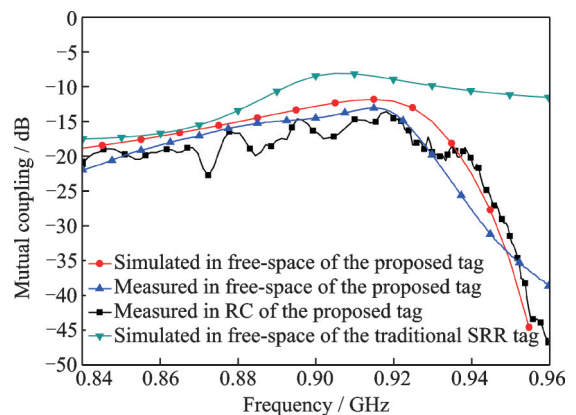 0
−5
−10
−15
−20
−25
−30
−35
−40
−45
−50
Mutual coupling / dB
Simulated in free-space of the proposed tag
Measured in free-space of the proposed tag
Measured in RC of the proposed tag
Simulated in free-space of the traditional SRR tag
0.84 0.86 0.88 0.90 0.92 0.94 0.96
Frequency / GHz